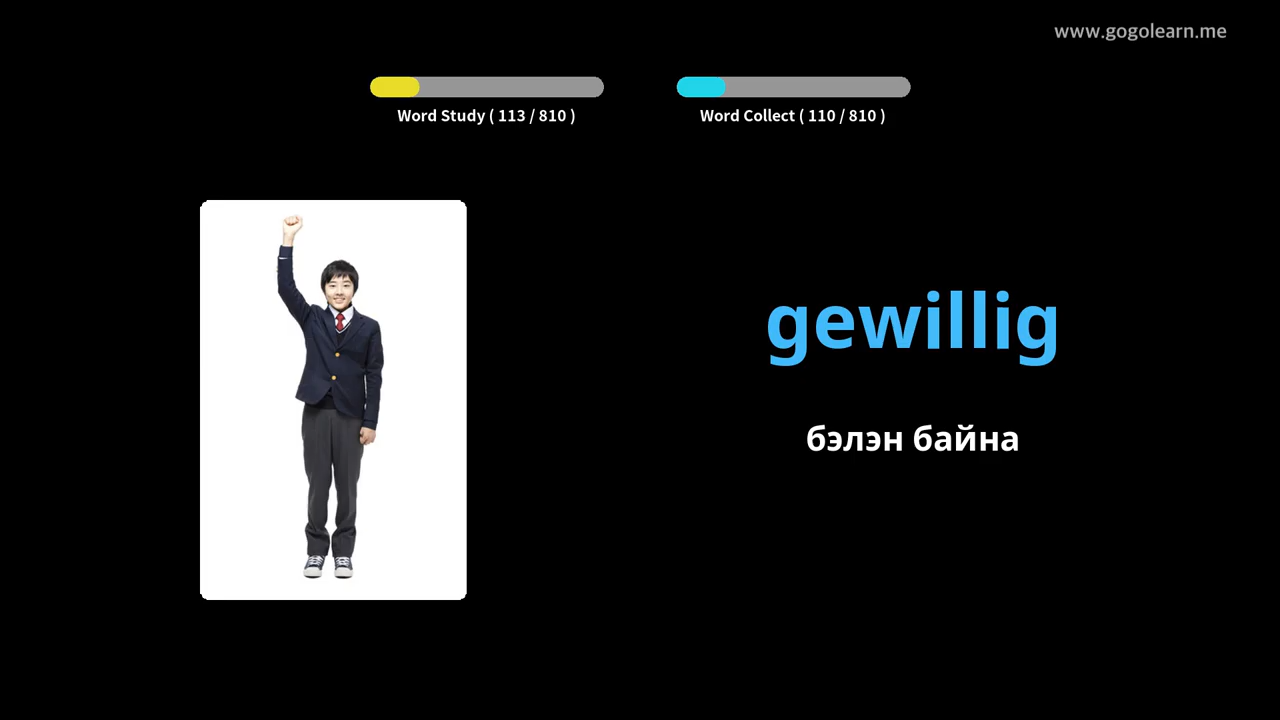 www.gogolearn.me
Word Study ( 113 / 810 )
Word Collect ( 110 / 810 )
gewillig
бэлэн байна